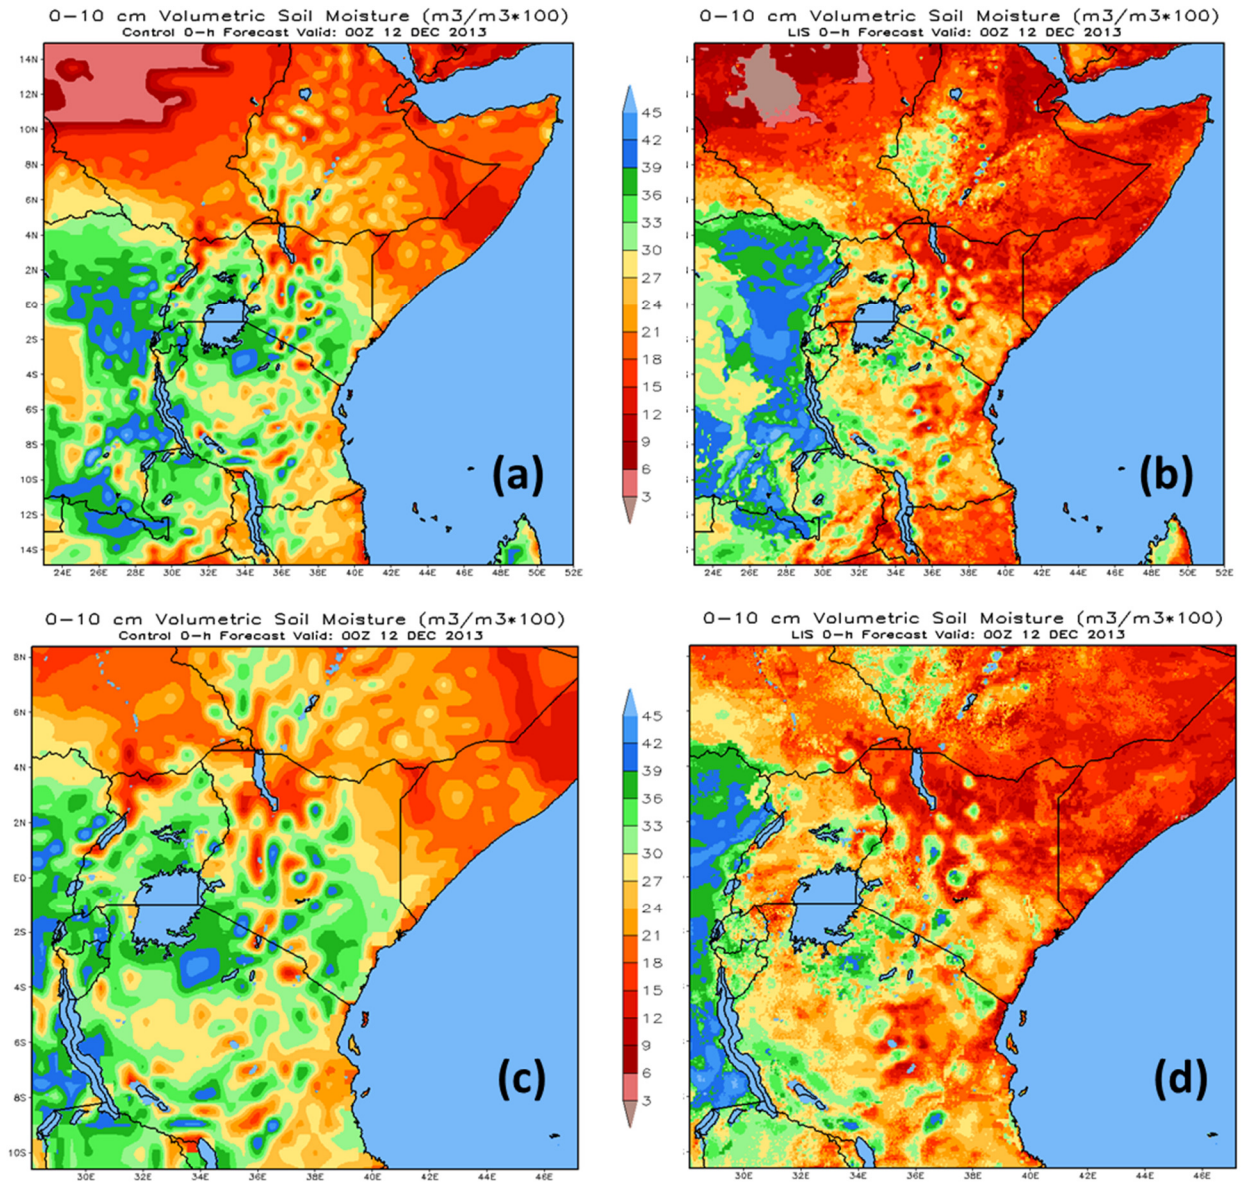 0-10 cm Volumetric Soil Moisture (m3/m3*100)
Control 0-h Forecast Valid: 00Z 12 DEC 2013
14N
12N
10N
8N
6N
4N
2N
EQ
2S
4S
6S
8S
10S
12S
14S
24E 26E 28E 30E 32E 34E 36E 38E 40E 42E 44E 46E 48E 50E 52E
(a)
45
42
39
36
33
30
27
24
21
18
15
12
9
6
3
0-10 cm Volumetric Soil Moisture (m3/m3*100)
LIS 0-h Forecast Valid: 00Z 12 DEC 2013
24E 26E 28E 30E 32E 34E 36E 38E 40E 42E 44E 46E 48E 50E 52E
(b)
0-10 cm Volumetric Soil Moisture (m3/m3*100)
Control 0-h Forecast Valid: 00Z 12 DEC 2013
8N
6N
4N
2N
EQ
2S
4S
6S
8S
10S
30E 32E 34E 36E 38E 40E 42E 44E 46E
(c)
45
42
39
36
33
30
27
24
21
18
15
12
9
6
3
0-10 cm Volumetric Soil Moisture (m3/m3*100)
LIS 0-h Forecast Valid: 00Z 12 DEC 2013
30E 32E 34E 36E 38E 40E 42E 44E 46E
(d)